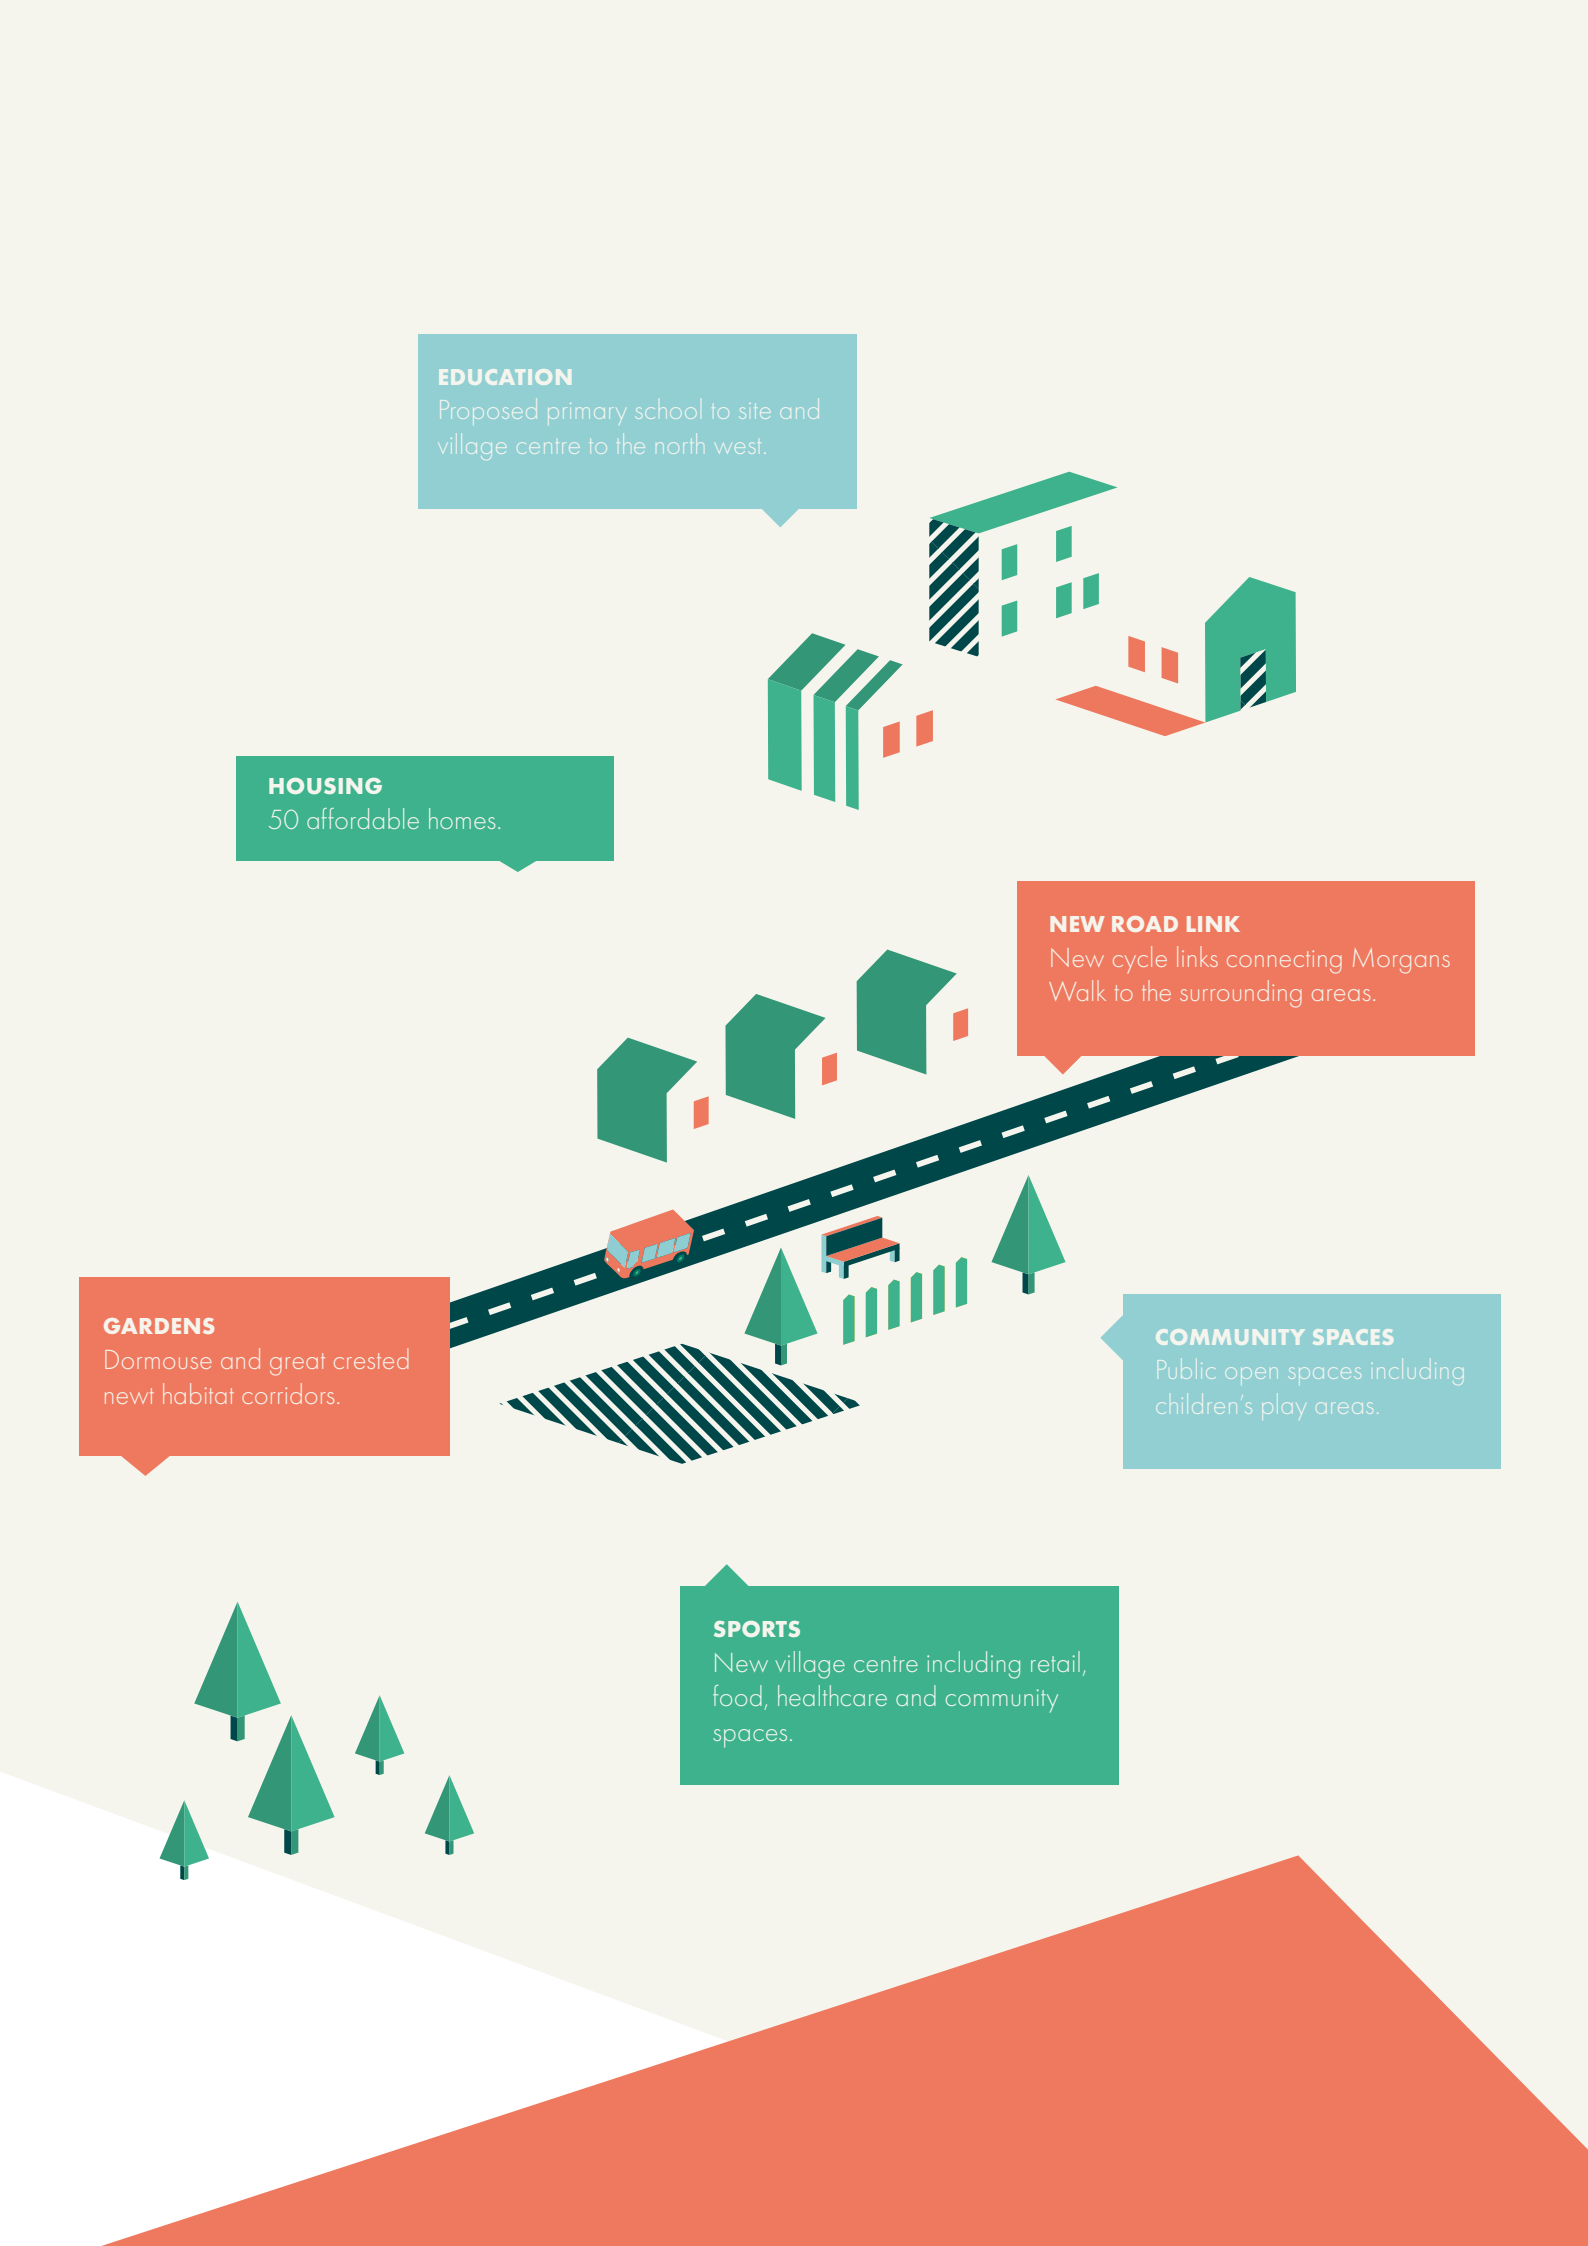 EDUCATION
Proposed primary school to site and
village centre to the north west.
HOUSING
50 affordable homes.
NEW ROAD LINK
New cycle links connecting Morgans
Walk to the surrounding areas.
GARDENS
Dormouse and great crested
newt habitat corridors.
COMMUNITY SPACES
Public open spaces including
children’s play areas.
SPORTS
New village centre including retail,
food, healthcare and community
spaces.